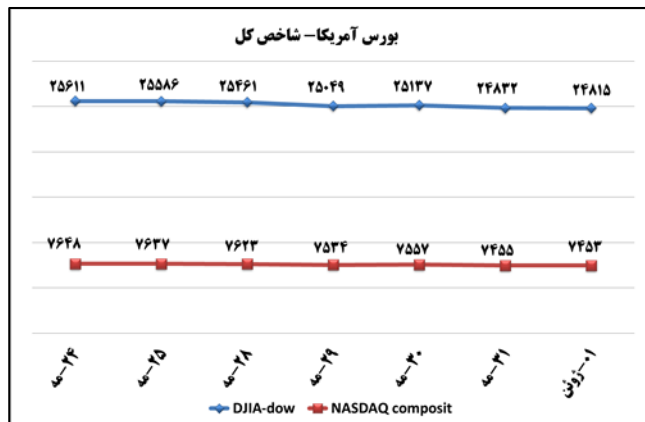 بورس آمریکا– شاخص کل
۲۵۶۱۱ ۲۵۵۸۶ ۲۵۴۶۱ ۲۵۰۴۹ ۲۵۱۳۷ ۲۴۸۳۲ ۲۴۸۱۵
۷۶۴۸ ۷۶۳۷ ۷۶۲۳ ۷۵۳۴ ۷۵۵۷ ۷۴۵۵ ۷۴۵۳
۲۴-مه ۲۵-مه ۲۸-مه ۲۹-مه ۳۰-مه ۳۱-مه ۰۱-ژوئن
DJIA-dow NASDAQ composit